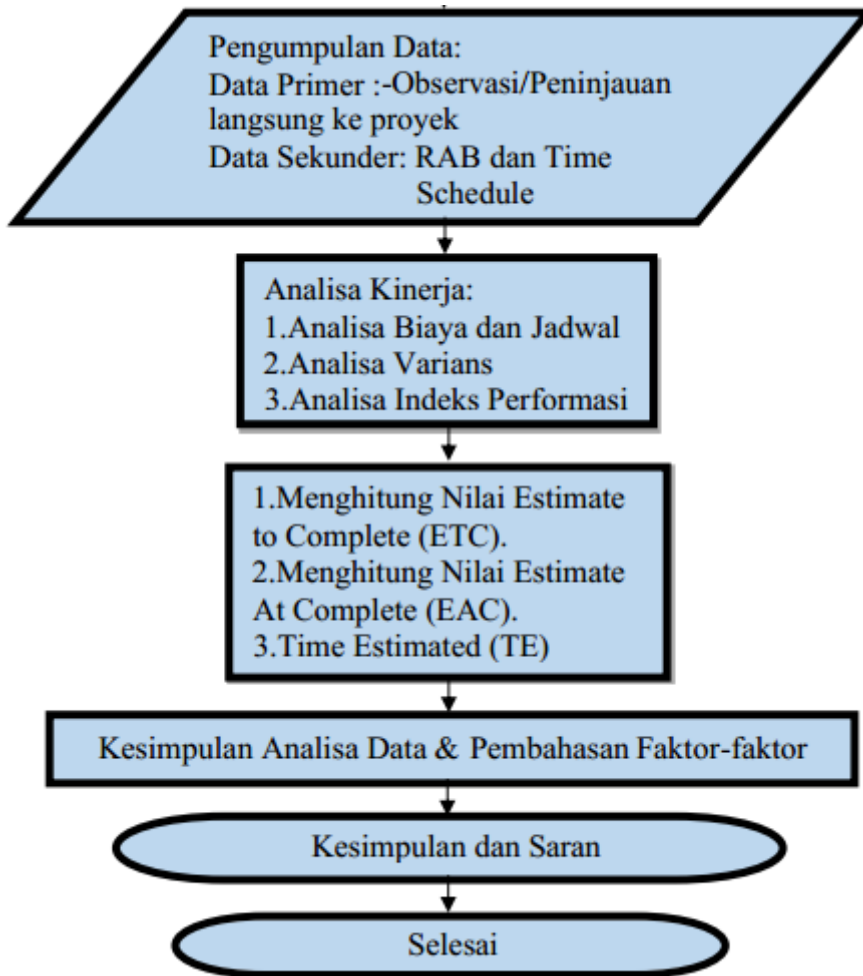 Pengumpulan Data:
Data Primer :-Observasi/Peninjauan
langsung ke proyek
Data Sekunder: RAB dan Time
Schedule
Analisa Kinerja:
1.Analisa Biaya dan Jadwal
2.Analisa Varians
3.Analisa Indeks Performasi
1.Menghitung Nilai Estimate
to Complete (ETC).
2.Menghitung Nilai Estimate
At Complete (EAC).
3.Time Estimated (TE)
Kesimpulan Analisa Data & Pembahasan Faktor-faktor
Kesimpulan dan Saran
Selesai